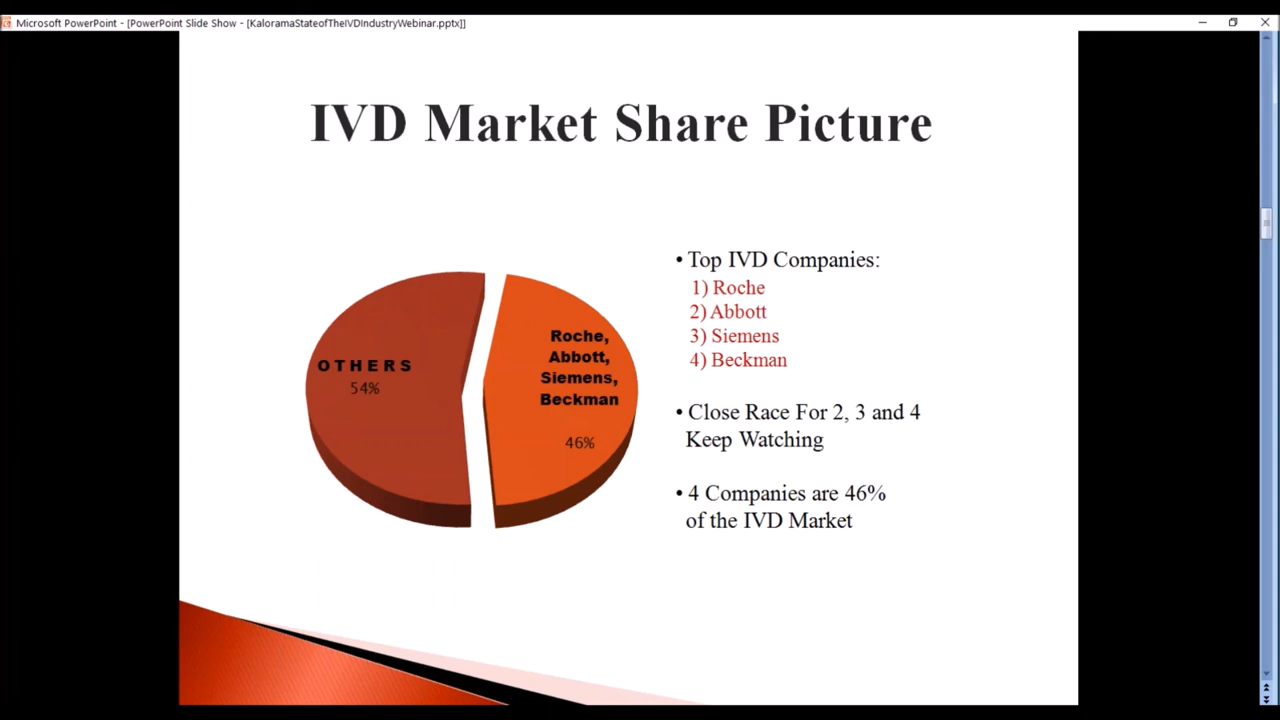 Microsoft PowerPoint - [PowerPoint Slide Show - [KaloramaStateofTheIVDIndustryWebinar.pptx]]
IVD Market Share Picture
OTHERS
54%
Roche,
Abbott,
Siemens,
Beckman
46%
• Top IVD Companies:
1) Roche
2) Abbott
3) Siemens
4) Beckman
• Close Race For 2, 3 and 4
Keep Watching
• 4 Companies are 46%
of the IVD Market